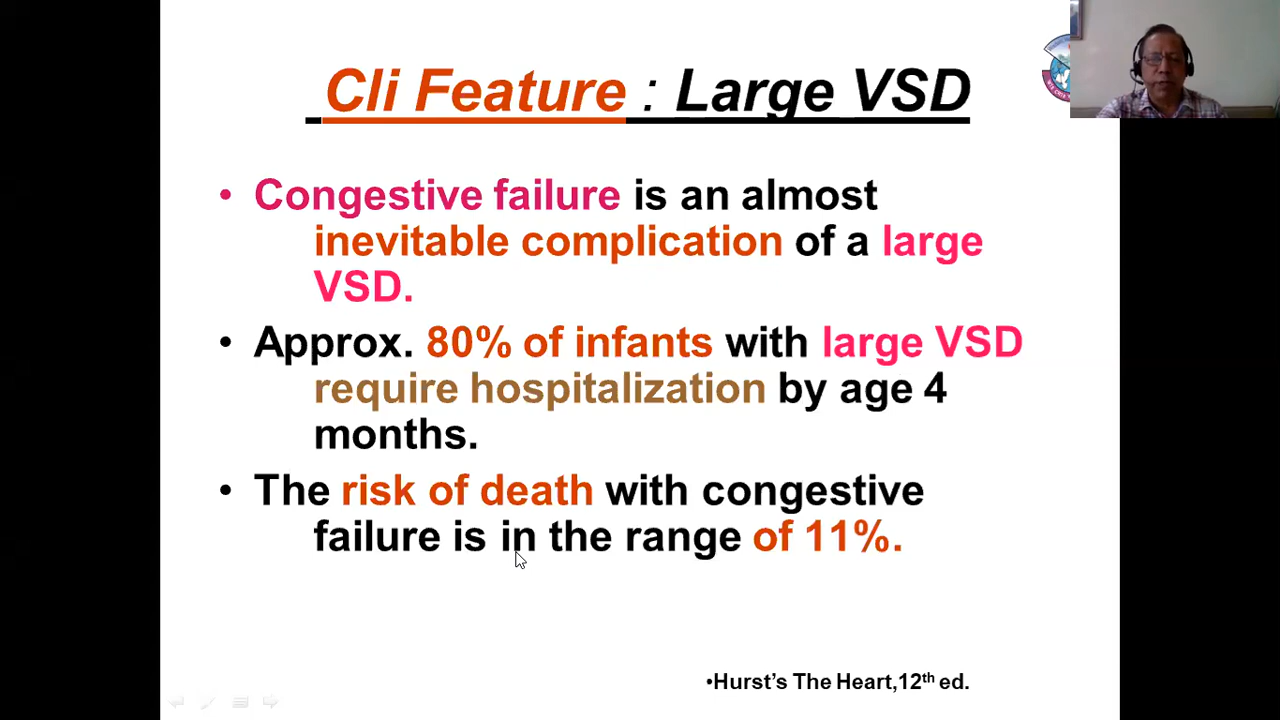 Cli Feature : Large VSD
• Congestive failure is an almost
inevitable complication of a large
VSD.
• Approx. 80% of infants with large VSD
require hospitalization by age 4
months.
• The risk of death with congestive
failure is in the range of 11%.
•Hurst's The Heart,12th ed.